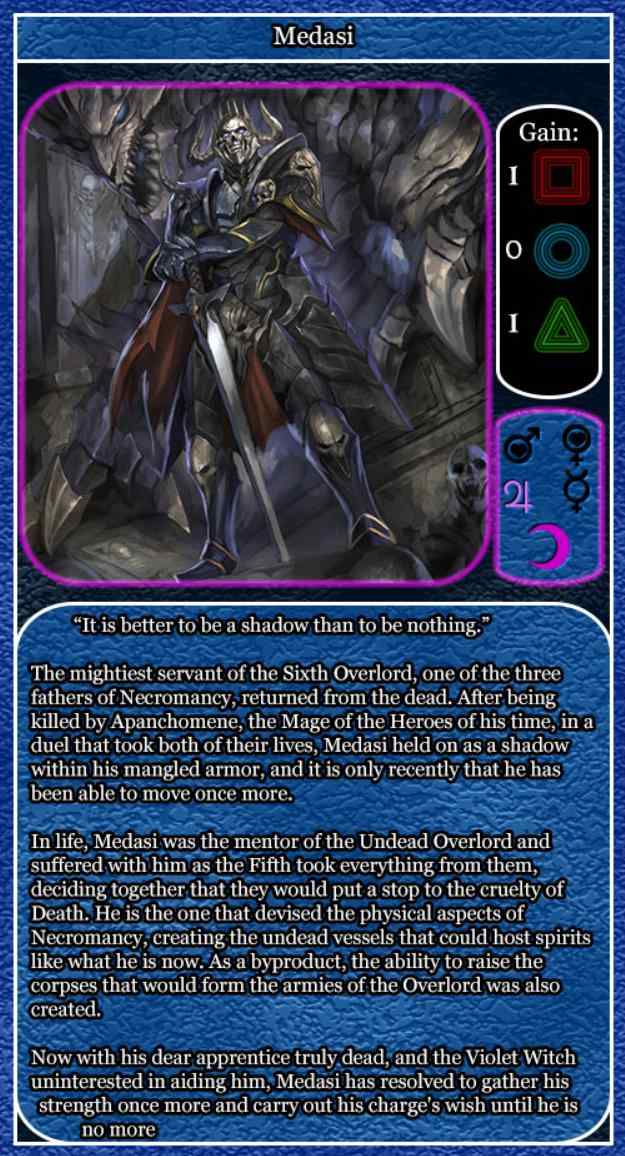 Medasi
Gain:
1
0
1
♂ ♀
♃ ☿
☽
“It is better to be a shadow than to be nothing.”
The mightiest servant of the Sixth Overlord, one of the three
fathers of Necromancy, returned from the dead. After being
killed by Apanchomene, the Mage of the Heroes of his time, in a
duel that took both of their lives, Medasi held on as a shadow
within his mangled armor, and it is only recently that he has
been able to move once more.
In life, Medasi was the mentor of the Undead Overlord and
suffered with him as the Fifth took everything from them,
deciding together that they would put a stop to the cruelty of
Death. He is the one that devised the physical aspects of
Necromancy, creating the undead vessels that could host spirits
like what he is now. As a byproduct, the ability to raise the
corpses that would form the armies of the Overlord was also
created.
Now with his dear apprentice truly dead, and the Violet Witch
uninterested in aiding him, Medasi has resolved to gather his
strength once more and carry out his charge's wish until he is
no more